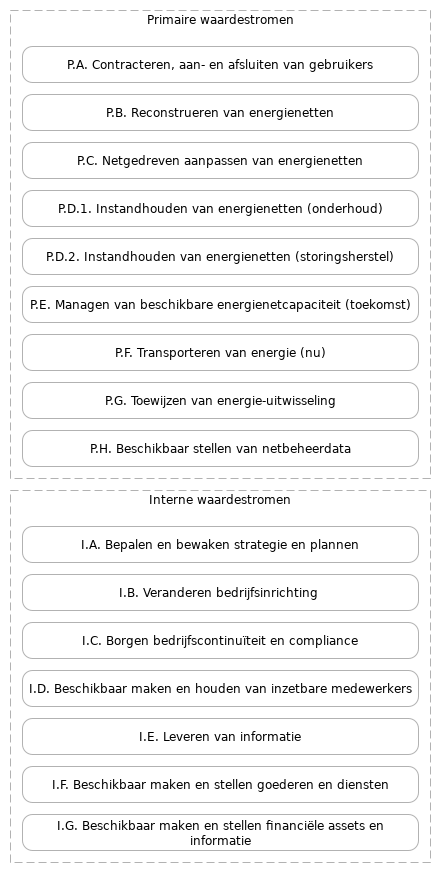 Primaire waardestromen
P.A. Contracteren, aan- en afsluiten van gebruikers
P.B. Reconstrueren van energienetten
P.C. Netgedreven aanpassen van energienetten
P.D.1. Instandhouden van energienetten (onderhoud)
P.D.2. Instandhouden van energienetten (storingsherstel)
P.E. Managen van beschikbare energienetcapaciteit (toekomst)
P.F. Transporteren van energie (nu)
P.G. Toewijzen van energie-uitwisseling
P.H. Beschikbaar stellen van netbeheerdata
Interne waardestromen
I.A. Bepalen en bewaken strategie en plannen
I.B. Veranderen bedrijfsinrichting
I.C. Borgen bedrijfscontinuïteit en compliance
I.D. Beschikbaar maken en houden van inzetbare medewerkers
I.E. Leveren van informatie
I.F. Beschikbaar maken en stellen goederen en diensten
I.G. Beschikbaar maken en stellen financiële assets en
informatie